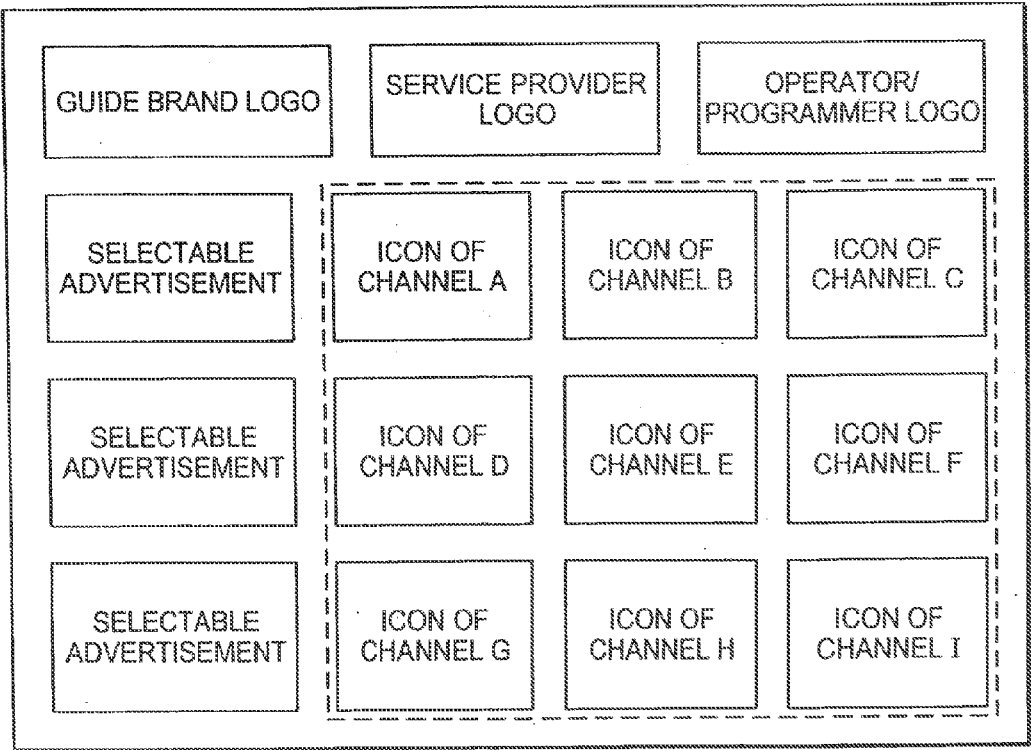 GUIDE BRAND LOGO
SERVICE PROVIDER
LOGO
OPERATOR/
PROGRAMMER LOGO
SELECTABLE
ADVERTISEMENT
ICON OF
CHANNEL A
ICON OF
CHANNEL B
ICON OF
CHANNEL C
SELECTABLE
ADVERTISEMENT
ICON OF
CHANNEL D
ICON OF
CHANNEL E
ICON OF
CHANNEL F
SELECTABLE
ADVERTISEMENT
ICON OF
CHANNEL G
ICON OF
CHANNEL H
ICON OF
CHANNEL I